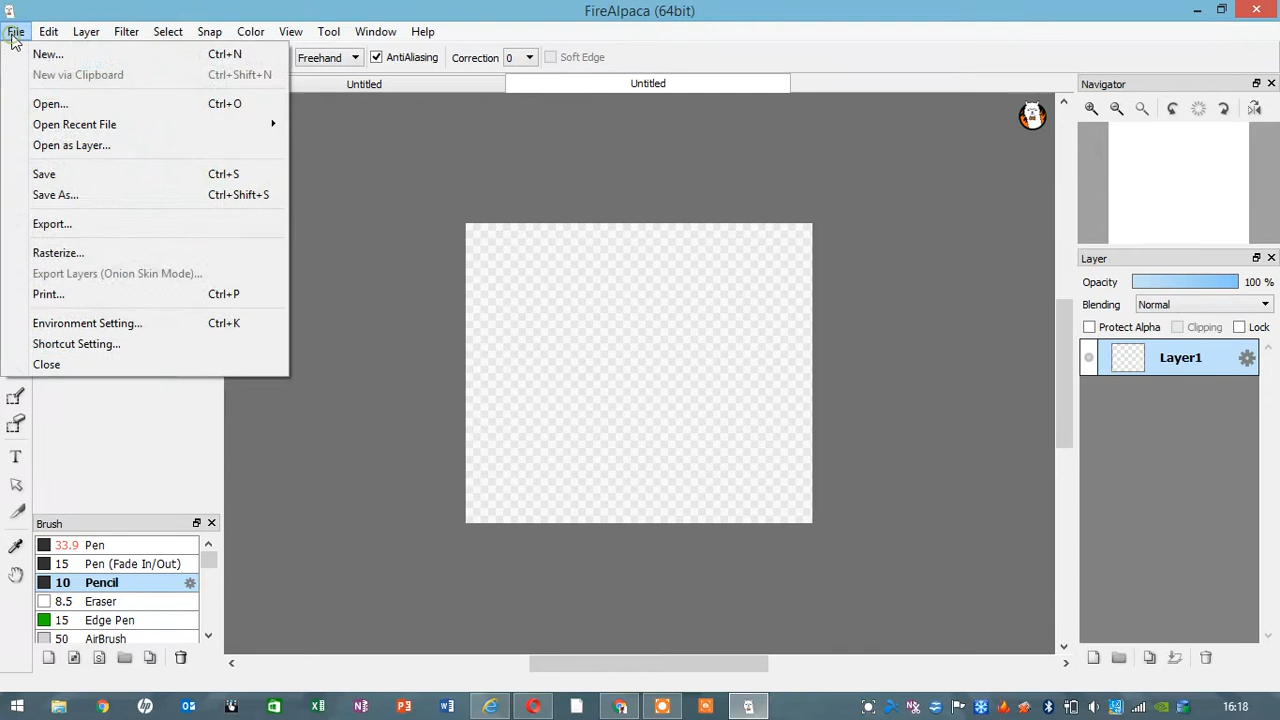 FireAlpaca (64bit)
File Edit Layer Filter Select Snap Color View Tool Window Help
New... Ctrl+N
New via Clipboard Ctrl+Shift+N
Open... Ctrl+O
Open Recent File
Open as Layer...
Save Ctrl+S
Save As... Ctrl+Shift+S
Export...
Rasterize...
Export Layers (Onion Skin Mode)...
Print... Ctrl+P
Environment Setting... Ctrl+K
Shortcut Setting...
Close
Freehand AntiAliasing Correction 0 Soft Edge
Untitled Untitled
Navigator
Layer
Opacity 100 %
Blending Normal
Protect Alpha Clipping Lock
Layer1
Brush
33.9 Pen
15 Pen (Fade In/Out)
10 Pencil
8.5 Eraser
15 Edge Pen
50 AirBrush
16:18